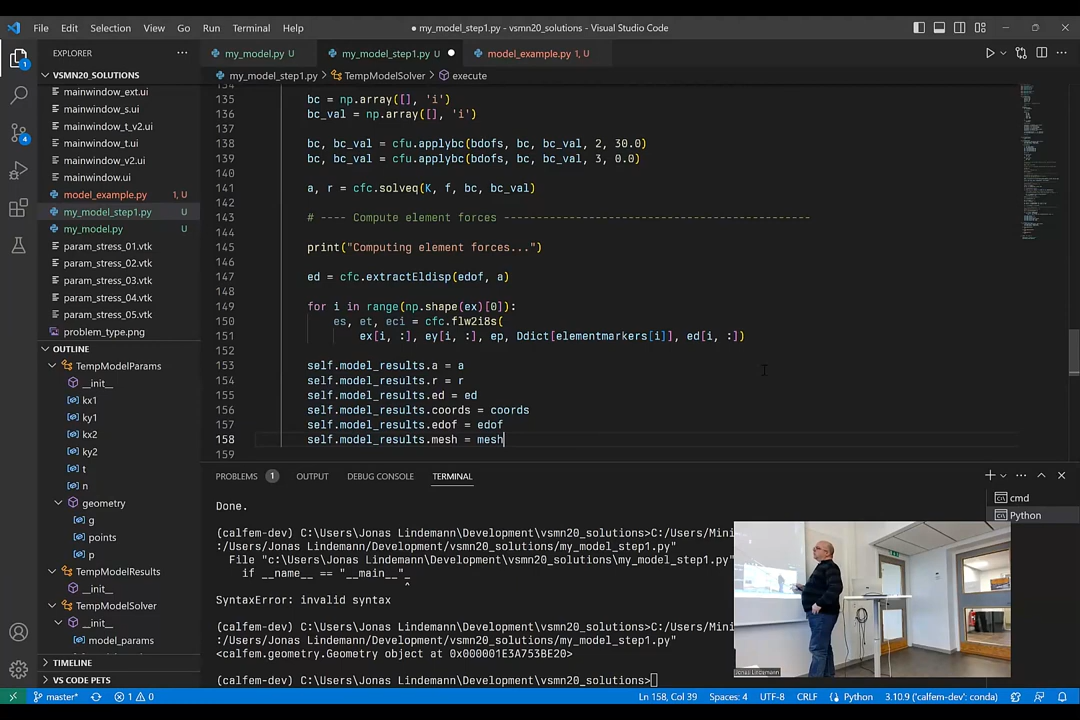 File Edit Selection View Go Run Terminal Help
● my_model_step1.py - vsmn20_solutions - Visual Studio Code
EXPLORER
my_model.py U
my_model_step1.py U
model_example.py 1, U
VSMN20_SOLUTIONS
my_model_step1.py > TempModelSolver > execute
mainwindow_ext.ui
mainwindow_s.ui
mainwindow_t_v2.ui
mainwindow_t.ui
mainwindow_v2.ui
mainwindow.ui
model_example.py 1, U
my_model_step1.py U
my_model.py U
param_stress_01.vtk
param_stress_02.vtk
param_stress_03.vtk
param_stress_04.vtk
param_stress_05.vtk
problem_type.png
OUTLINE
TempModelParams
__init__
kx1
ky1
kx2
ky2
t
n
geometry
g
points
p
TempModelResults
__init__
TempModelSolver
__init__
model_params
TIMELINE
VS CODE PETS
134
135 bc = np.array([], 'i')
136 bc_val = np.array([], 'i')
137
138 bc, bc_val = cfu.applybc(bdofs, bc, bc_val, 2, 30.0)
139 bc, bc_val = cfu.applybc(bdofs, bc, bc_val, 3, 0.0)
140
141 a, r = cfc.solveq(K, f, bc, bc_val)
142
143 # ---- Compute element forces -----------------------------------------------
144
145 print("Computing element forces...")
146
147 ed = cfc.extractEldisp(edof, a)
148
149 for i in range(np.shape(ex)[0]):
150 es, et, eci = cfc.flw2i8s(
151 ex[i, :], ey[i, :], ep, Ddict[elementmarkers[i]], ed[i, :])
152
153 self.model_results.a = a
154 self.model_results.r = r
155 self.model_results.ed = ed
156 self.model_results.coords = coords
157 self.model_results.edof = edof
158 self.model_results.mesh = mesh
159
PROBLEMS 1 OUTPUT DEBUG CONSOLE TERMINAL
cmd
Python
Done.
(calfem-dev) C:\Users\Jonas Lindemann\Development\vsmn20_solutions>C:/Users/Mini
:/Users/Jonas Lindemann/Development/vsmn20_solutions/my_model_step1.py"
File "c:\Users\Jonas Lindemann\Development\vsmn20_solutions\my_model_step1.py"
if __name__ == "__main__"_
^
SyntaxError: invalid syntax
(calfem-dev) C:\Users\Jonas Lindemann\Development\vsmn20_solutions>C:/Users/Mini
:/Users/Jonas Lindemann/Development/vsmn20_solutions/my_model_step1.py"
<calfem.geometry.Geometry object at 0x000001E3A753BE20>
(calfem-dev) C:\Users\Jonas Lindemann\Development\vsmn20_solutions>
Jonas Lindemann
master* 1 0 Ln 158, Col 39 Spaces: 4 UTF-8 CRLF Python 3.10.9 ('calfem-dev': conda)